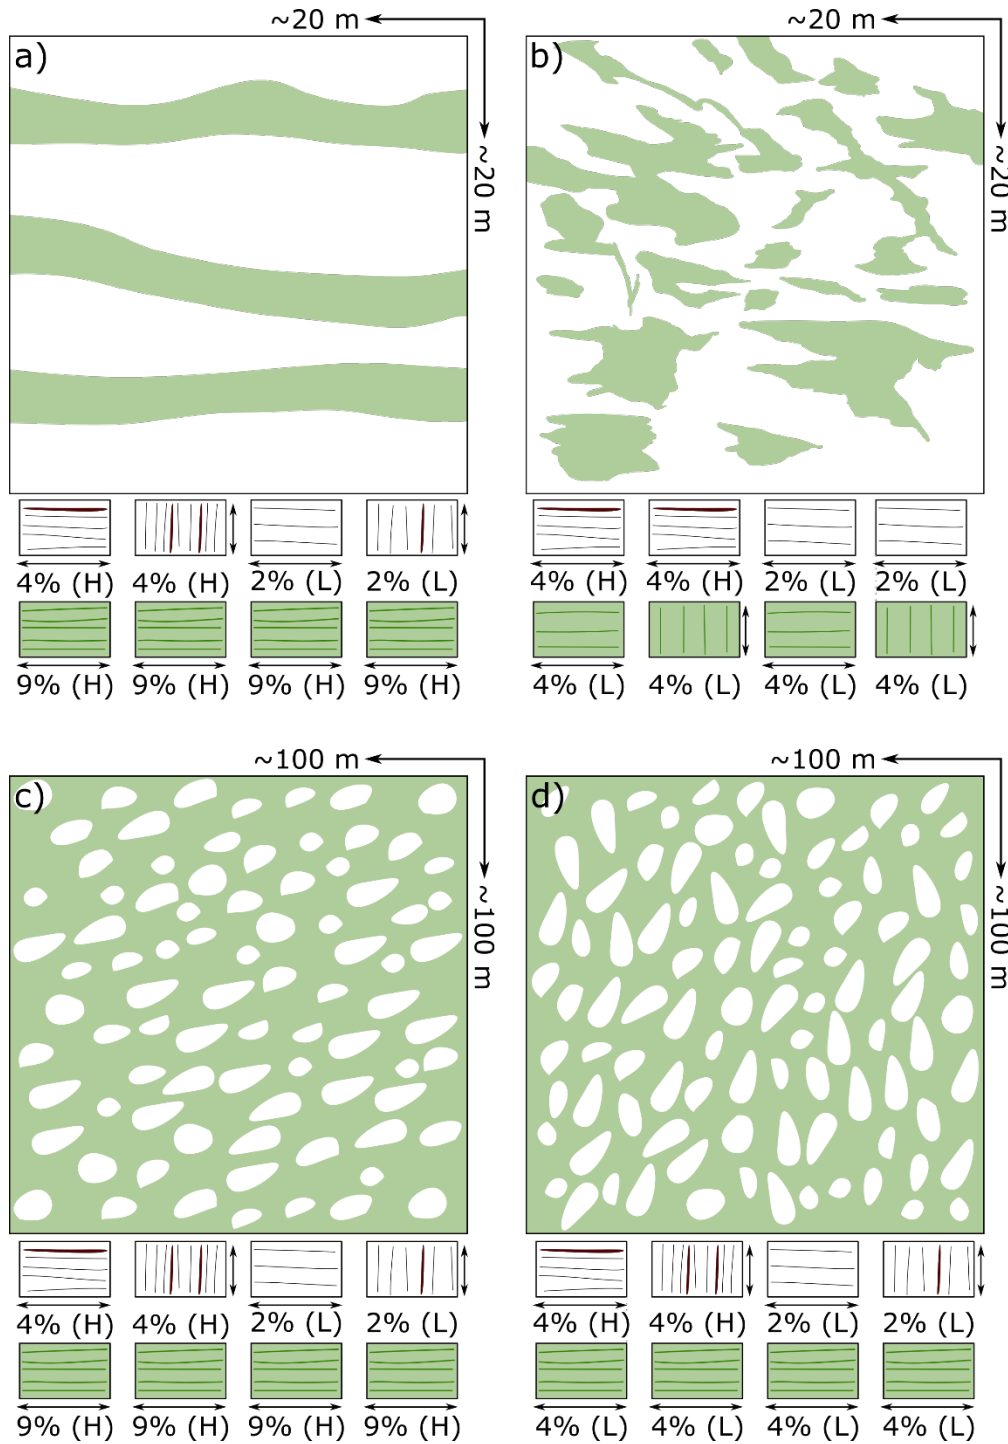 ~20 m
~20 m
a)
~20 m
~20 m
b)
4% (H) 4% (H) 2% (L) 2% (L)
9% (H) 9% (H) 9% (H) 9% (H)
4% (H) 4% (H) 2% (L) 2% (L)
4% (L) 4% (L) 4% (L) 4% (L)
~100 m
~100 m
c)
~100 m
~100 m
d)
4% (H) 4% (H) 2% (L) 2% (L)
9% (H) 9% (H) 9% (H) 9% (H)
4% (H) 4% (H) 2% (L) 2% (L)
4% (L) 4% (L) 4% (L) 4% (L)